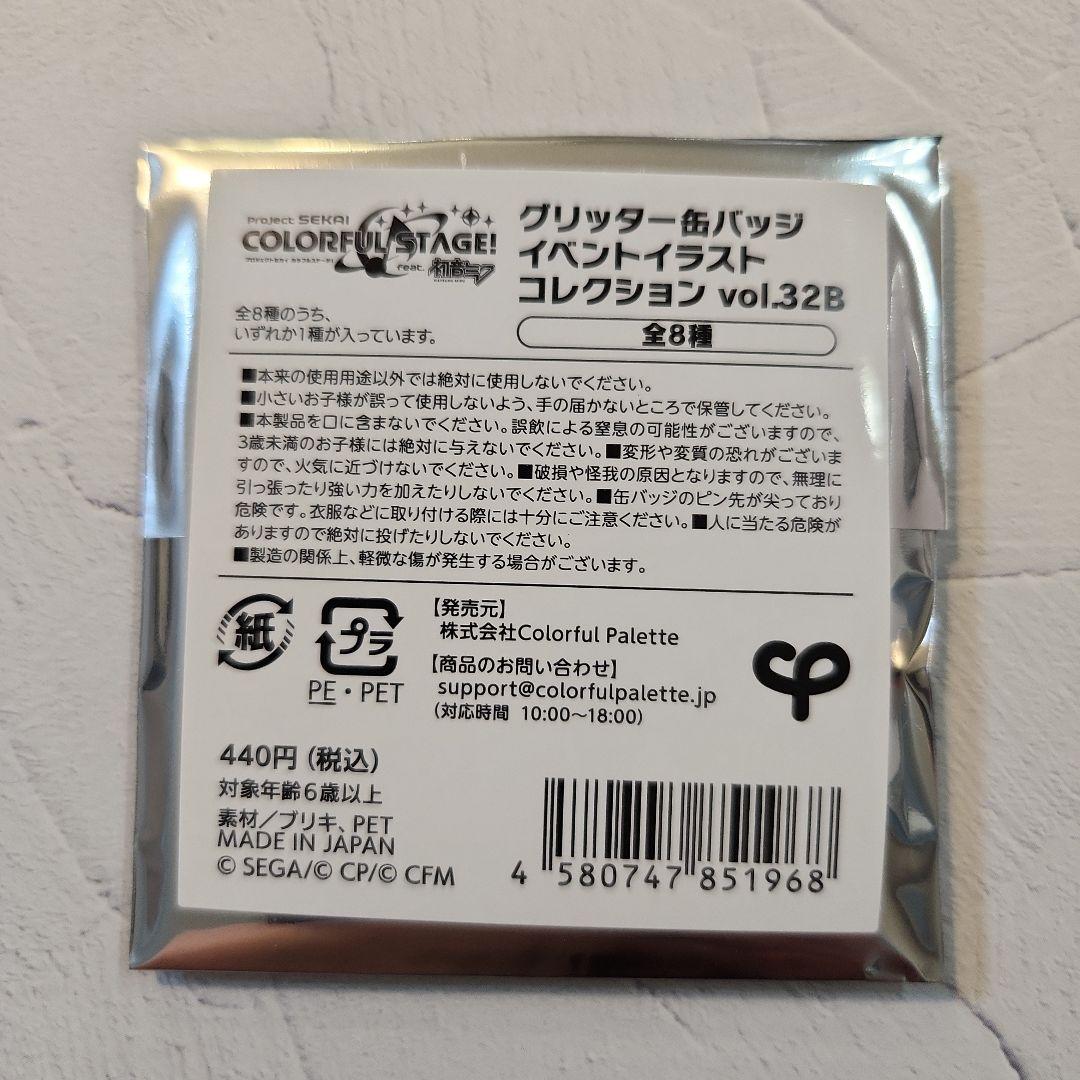 Project SEKAI
COLORFUL STAGE!
プロジェクトセカイ カラフルステージ!
feat. 初音ミク
HATSUNE MIKU
グリッター缶バッジ
イベントイラスト
コレクション vol.32B
全8種
全8種のうち、
いずれか1種が入っています。
■本来の使用用途以外では絶対に使用しないでください。
■小さいお子様が誤って使用しないよう、手の届かないところで保管してください。
■本製品を口に含まないでください。誤飲による窒息の可能性がございますので、
3歳未満のお子様には絶対に与えないでください。■変形や変質の恐れがございま
すので、火気に近づけないでください。■破損や怪我の原因となりますので、無理に
引っ張ったり強い力を加えたりしないでください。■缶バッジのピン先が尖っており
危険です。衣服などに取り付ける際には十分にご注意ください。■人に当たる危険が
ありますので絶対に投げたりしないでください。
■製造の関係上、軽微な傷が発生する場合がございます。
紙
プラ
PE・PET
【発売元】
株式会社Colorful Palette
【商品のお問い合わせ】
support@colorfulpalette.jp
(対応時間 10:00~18:00)
440円(税込)
対象年齢6歳以上
素材/ブリキ、PET
MADE IN JAPAN
© SEGA/© CP/© CFM
4 580747 851968